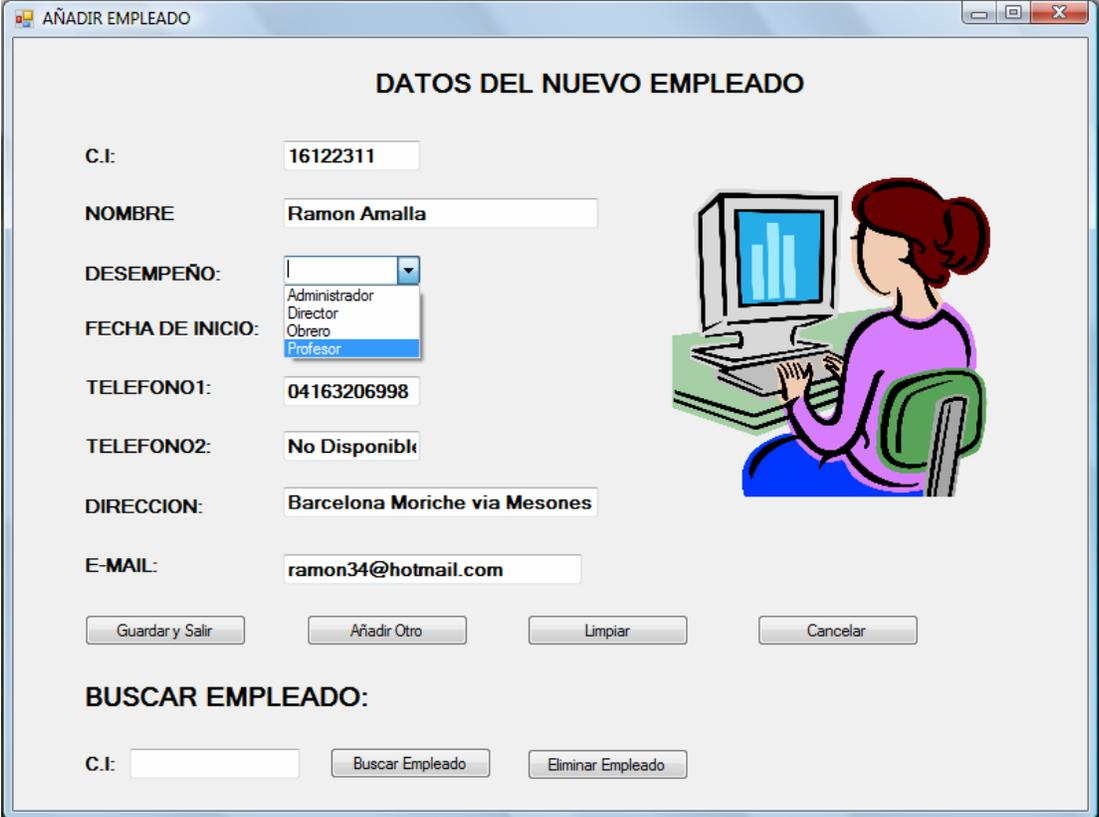 AÑADIR EMPLEADO
DATOS DEL NUEVO EMPLEADO
C.I: 16122311
NOMBRE Ramon Amalla
DESEMPEÑO:
Administrador
Director
Obrero
Profesor
FECHA DE INICIO:
TELEFONO1: 04163206998
TELEFONO2: No Disponible
DIRECCION: Barcelona Moriche via Mesones
E-MAIL: ramon34@hotmail.com
Guardar y Salir Añadir Otro Limpiar Cancelar
BUSCAR EMPLEADO:
C.I: Buscar Empleado Eliminar Empleado